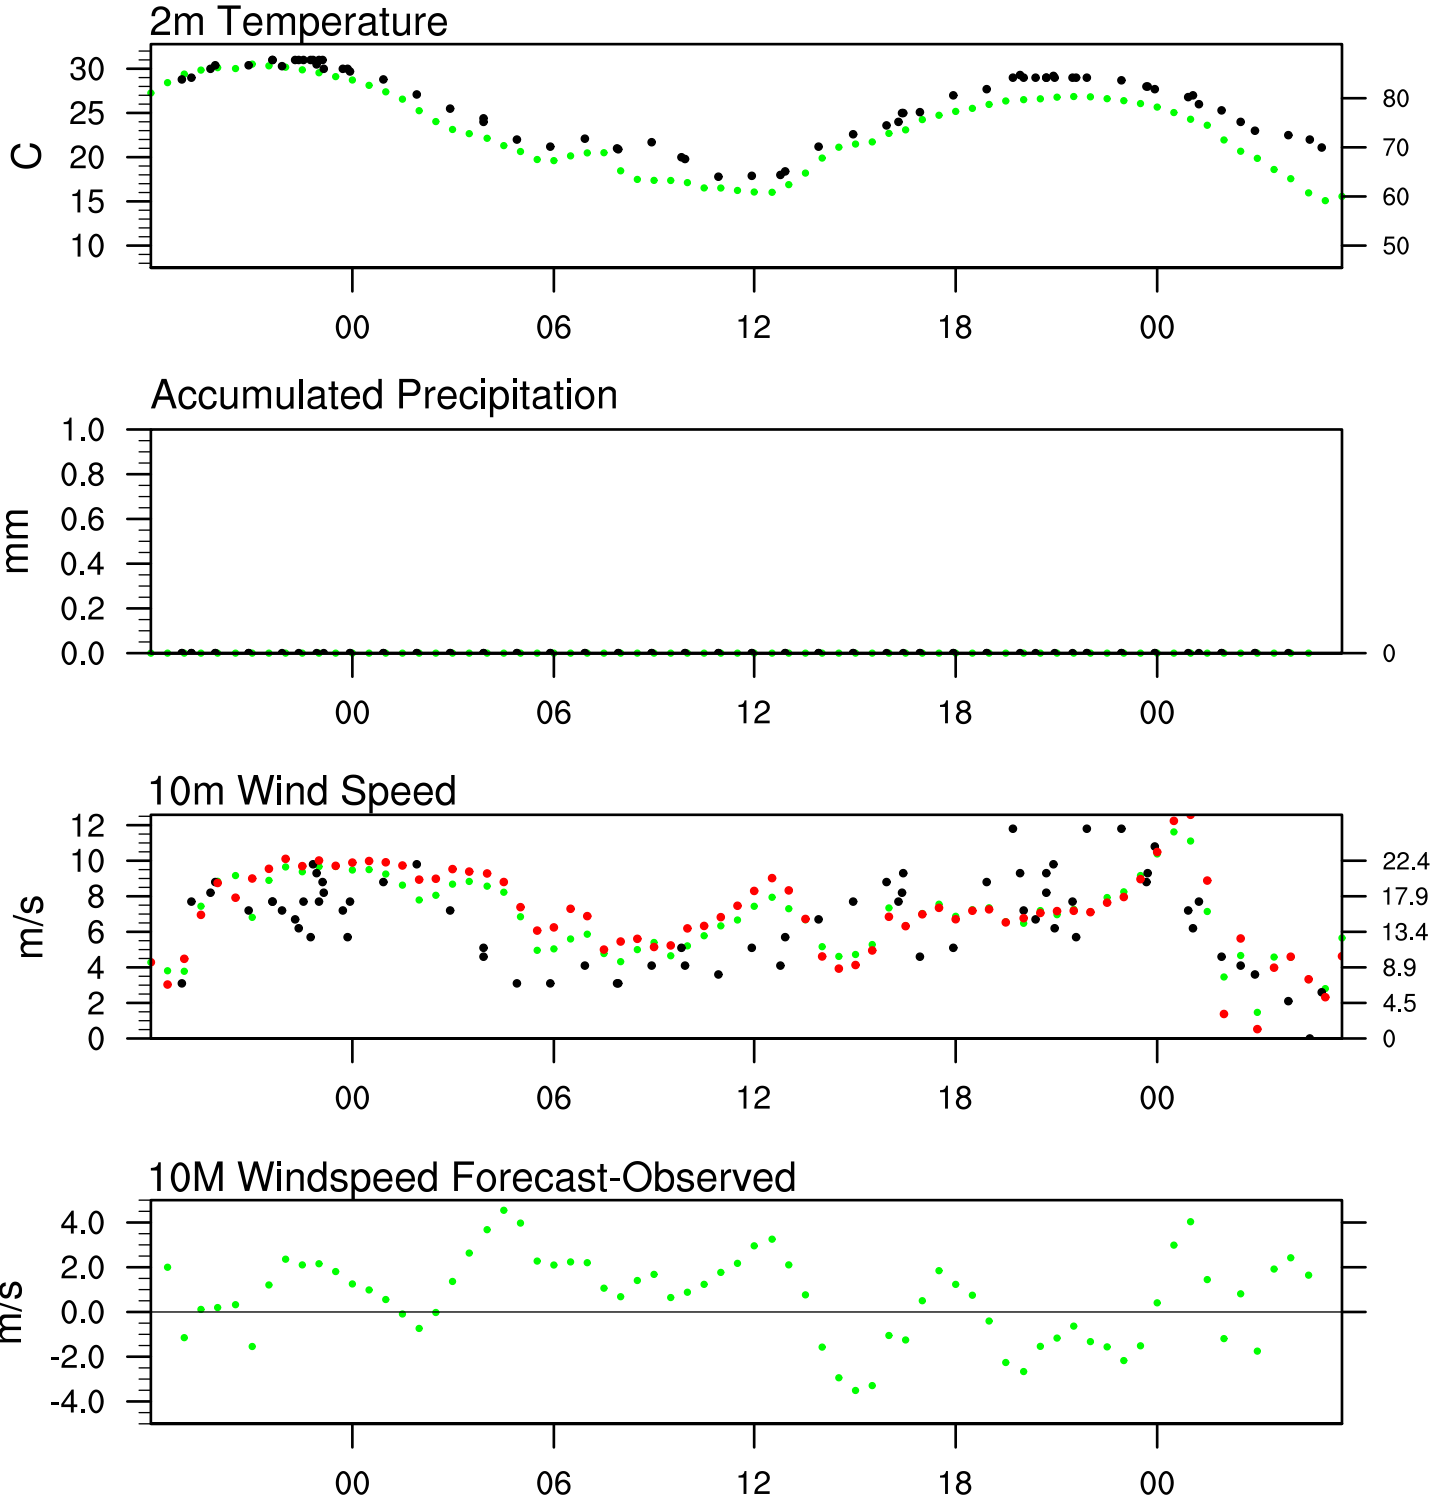 2m Temperature
30
25
20
15
10
C
80
70
60
50
00 06 12 18 00
Accumulated Precipitation
1.0
0.8
0.6
0.4
0.2
0.0
mm
0
00 06 12 18 00
10m Wind Speed
12
10
8
6
4
2
0
m/s
22.4
17.9
13.4
8.9
4.5
0
00 06 12 18 00
10M Windspeed Forecast-Observed
4.0
2.0
0.0
-2.0
-4.0
m/s
00 06 12 18 00